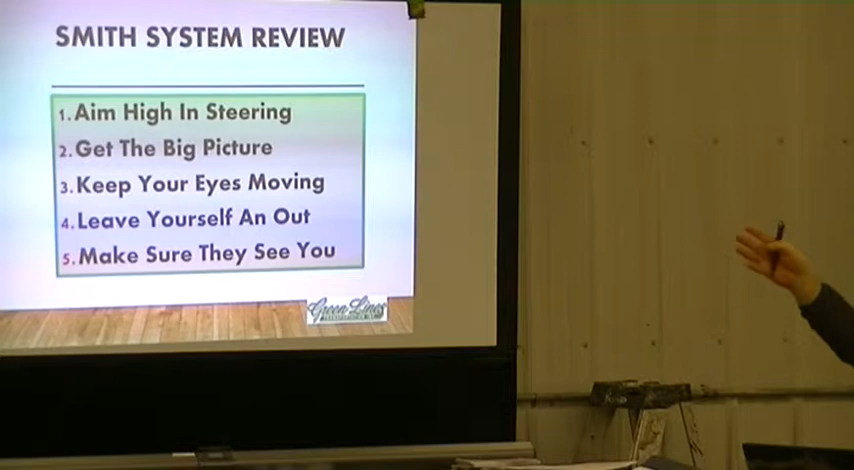 SMITH SYSTEM REVIEW
1. Aim High In Steering
2. Get The Big Picture
3. Keep Your Eyes Moving
4. Leave Yourself An Out
5. Make Sure They See You
Green Lines